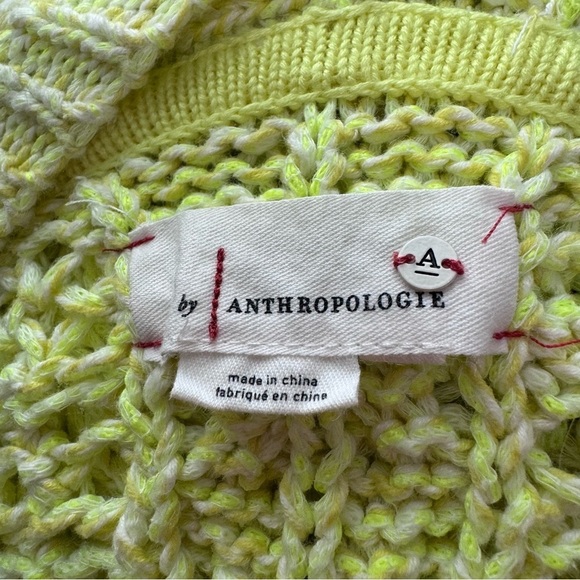 A
by | ANTHROPOLOGIE
made in china
fabriqué en chine